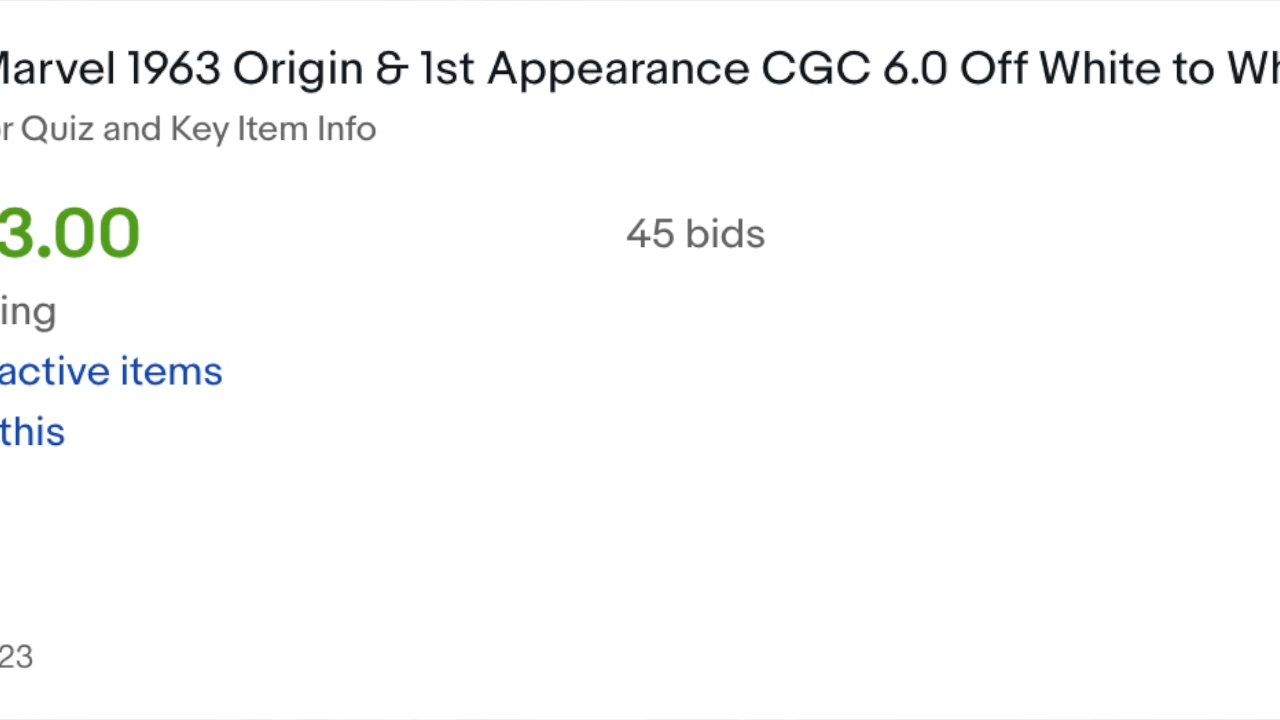 Marvel 1963 Origin & 1st Appearance CGC 6.0 Off White to Wh
or Quiz and Key Item Info
3.00
45 bids
ing
active items
this
23